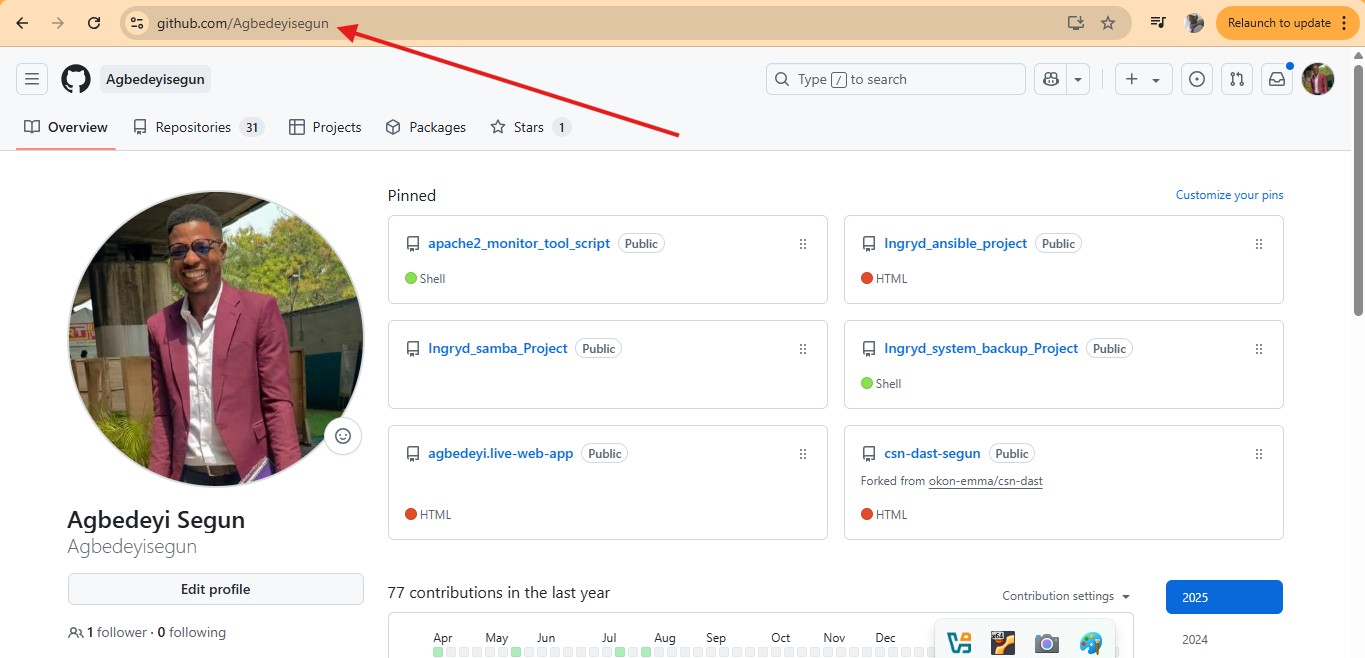 github.com/Agbedeyisegun
Relaunch to update
Agbedeyisegun
Type / to search
Overview
Repositories 31
Projects
Packages
Stars 1
Pinned
Customize your pins
apache2_monitor_tool_script Public
Shell
Ingryd_ansible_project Public
HTML
Ingryd_samba_Project Public
Ingryd_system_backup_Project Public
Shell
agbedeyi.live-web-app Public
HTML
csn-dast-segun Public
Forked from okon-emma/csn-dast
HTML
Agbedeyi Segun
Agbedeyisegun
Edit profile
1 follower · 0 following
77 contributions in the last year
Contribution settings
2025
2024
Apr May Jun Jul Aug Sep Oct Nov Dec